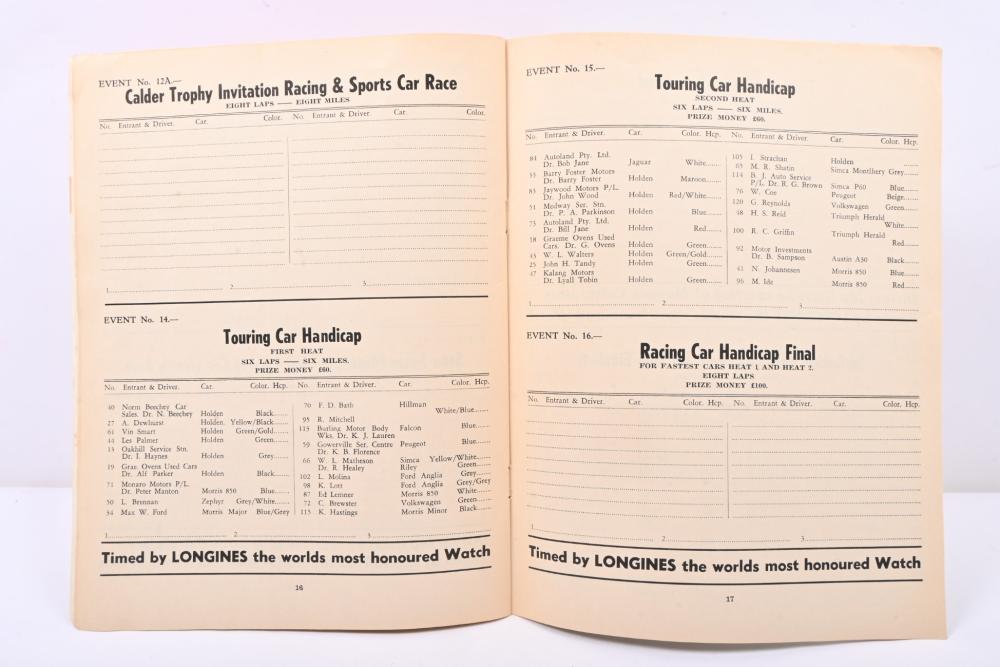 EVENT No. 12A.—
Calder Trophy Invitation Racing & Sports Car Race
EIGHT LAPS — EIGHT MILES
No. Entrant & Driver. Car. Color. No. Entrant & Driver. Car. Color.
1. 2. 3.
EVENT No. 14.—
Touring Car Handicap
FIRST HEAT
SIX LAPS — SIX MILES.
PRIZE MONEY £60.
No. Entrant & Driver. Car. Color. Hcp. No. Entrant & Driver. Car. Color. Hcp.
40 Norm Beechey Car
Sales. Dr. N. Beechey Holden Black
27 A. Dewhurst Holden. Yellow/Black
61 Vin Smart Holden Green/Gold
44 Les Palmer Holden Green
13 Oakhill Service Stn.
Dr. I. Haynes Holden Grey
19 Grae. Ovens Used Cars
Dr. Alf Parker Holden Black
71 Monaro Motors P/L.
Dr. Peter Manton Morris 850 Blue
50 L. Brennan Zephyr Grey/White
34 Max W. Ford Morris Major Blue/Grey
70 F. D. Bath Hillman
White/Blue
95 R. Mitchell
115 Burling Motor Body Falcon Blue
Wks. Dr. K. J. Lauren
59 Gowerville Ser. Centre Peugeot Blue
Dr. K. B. Florence
66 W. L. Matheson Simca Yellow/White
Dr. R. Healey Riley Green
102 L. Molina Ford Anglia Grey
98 K. Lott Ford Anglia Grey/Grey
87 Ed Lemner Morris 850 White
72 C. Brewster Volkswagen Green
113 K. Hastings Morris Minor Black
1. 2. 3.
Timed by LONGINES the worlds most honoured Watch
16
EVENT No. 15.—
Touring Car Handicap
SECOND HEAT
SIX LAPS — SIX MILES.
PRIZE MONEY £60.
No. Entrant & Driver. Car. Color. Hcp. No. Entrant & Driver. Car. Color. Hcp.
84 Autoland Pty. Ltd.
Dr. Bob Jane Jaguar White
33 Barry Foster Motors
Dr. Barry Foster Holden Maroon
83 Jaywood Motors P/L.
Dr. John Wood Holden Red/White
51 Medway Ser. Stn.
Dr. P. A. Parkinson Holden Blue
73 Autoland Pty. Ltd.
Dr. Bill Jane Holden Red
18 Graeme Ovens Used
Cars. Dr. G. Ovens Holden Green
43 W. L. Walters Holden Green/Gold
25 John H. Tandy Holden Green
47 Kalang Motors
Dr. Lyall Tobin Holden Green
105 I. Strachan Holden
65 M. R. Shatin Simca Montlhery Grey
114 B. J. Auto Service
P/L. Dr. R. G. Brown Simca P60 Blue
76 W. Coe Peugeot Beige
120 G. Reynolds Volkswagen Green
48 H. S. Reid Triumph Herald
White
100 R. C. Griffin Triumph Herald
Red
92 Motor Investments
Dr. B. Sampson Austin A30 Black
41 N. Johannesen Morris 850 Blue
96 M. Ide Morris 850 Red
1. 2. 3.
EVENT No. 16.—
Racing Car Handicap Final
FOR FASTEST CARS HEAT 1, AND HEAT 2.
EIGHT LAPS
PRIZE MONEY £100.
No. Entrant & Driver. Car. Color. Hcp. No. Entrant & Driver. Car. Color. Hcp.
1. 2. 3.
Timed by LONGINES the worlds most honoured Watch
17